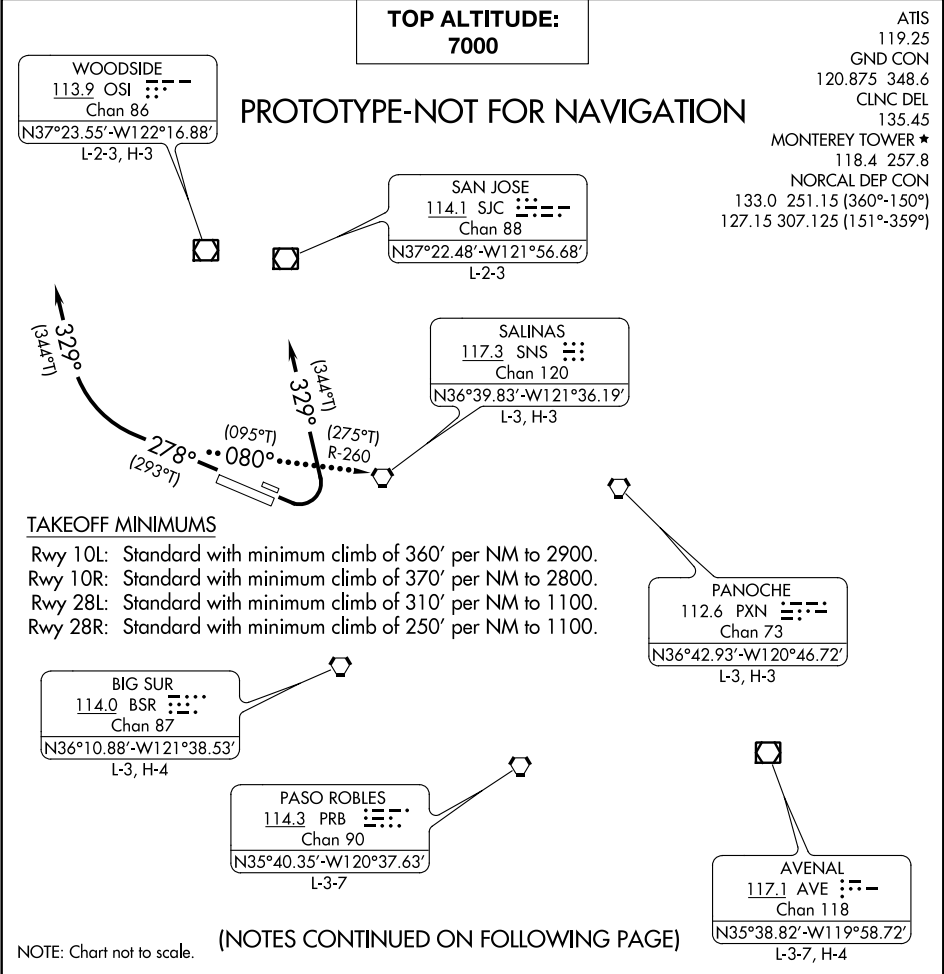 TOP ALTITUDE:
7000
ATIS
119.25
GND CON
120.875 348.6
CLNC DEL
135.45
MONTEREY TOWER ★
118.4 257.8
NORCAL DEP CON
133.0 251.15 (360°-150°)
127.15 307.125 (151°-359°)
WOODSIDE
113.9 OSI
Chan 86
N37°23.55′-W122°16.88′
L-2-3, H-3
PROTOTYPE-NOT FOR NAVIGATION
SAN JOSE
114.1 SJC
Chan 88
N37°22.48′-W121°56.68′
L-2-3
SALINAS
117.3 SNS
Chan 120
N36°39.83′-W121°36.19′
L-3, H-3
329°
(344°T)
329°
(344°T)
278°
(293°T)
(095°T)
080°
(275°T)
R-260
TAKEOFF MINIMUMS
Rwy 10L: Standard with minimum climb of 360′ per NM to 2900.
Rwy 10R: Standard with minimum climb of 370′ per NM to 2800.
Rwy 28L: Standard with minimum climb of 310′ per NM to 1100.
Rwy 28R: Standard with minimum climb of 250′ per NM to 1100.
PANOCHE
112.6 PXN
Chan 73
N36°42.93′-W120°46.72′
L-3, H-3
BIG SUR
114.0 BSR
Chan 87
N36°10.88′-W121°38.53′
L-3, H-4
PASO ROBLES
114.3 PRB
Chan 90
N35°40.35′-W120°37.63′
L-3-7
AVENAL
117.1 AVE
Chan 118
N35°38.82′-W119°58.72′
L-3-7, H-4
NOTE: Chart not to scale.
(NOTES CONTINUED ON FOLLOWING PAGE)